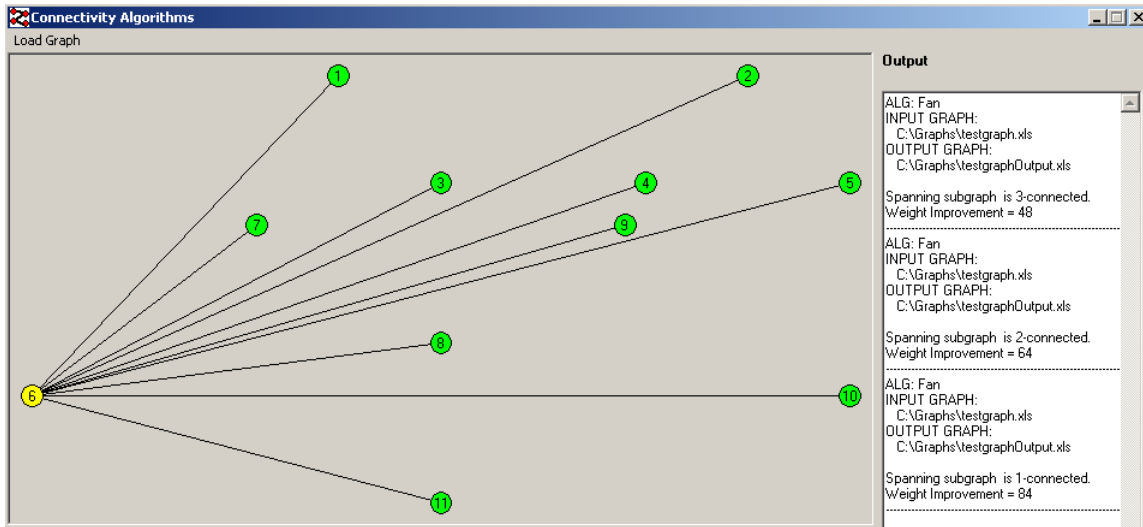 Connectivity Algorithms
Load Graph
1
2
3
4
5
7
9
8
6
10
11
Output
ALG: Fan
INPUT GRAPH:
C:\Graphs\testgraph.xls
OUTPUT GRAPH:
C:\Graphs\testgraphOutput.xls
Spanning subgraph is 3-connected.
Weight Improvement = 48
ALG: Fan
INPUT GRAPH:
C:\Graphs\testgraph.xls
OUTPUT GRAPH:
C:\Graphs\testgraphOutput.xls
Spanning subgraph is 2-connected.
Weight Improvement = 64
ALG: Fan
INPUT GRAPH:
C:\Graphs\testgraph.xls
OUTPUT GRAPH:
C:\Graphs\testgraphOutput.xls
Spanning subgraph is 1-connected.
Weight Improvement = 84